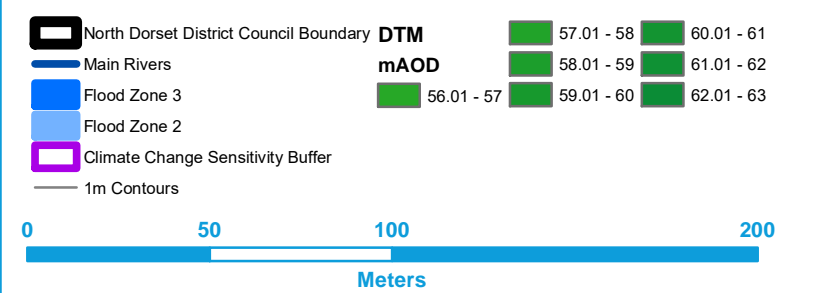 North Dorset District Council Boundary
Main Rivers
Flood Zone 3
Flood Zone 2
Climate Change Sensitivity Buffer
1m Contours
DTM
mAOD
56.01 - 57
57.01 - 58
58.01 - 59
59.01 - 60
60.01 - 61
61.01 - 62
62.01 - 63
0 50 100 200
Meters